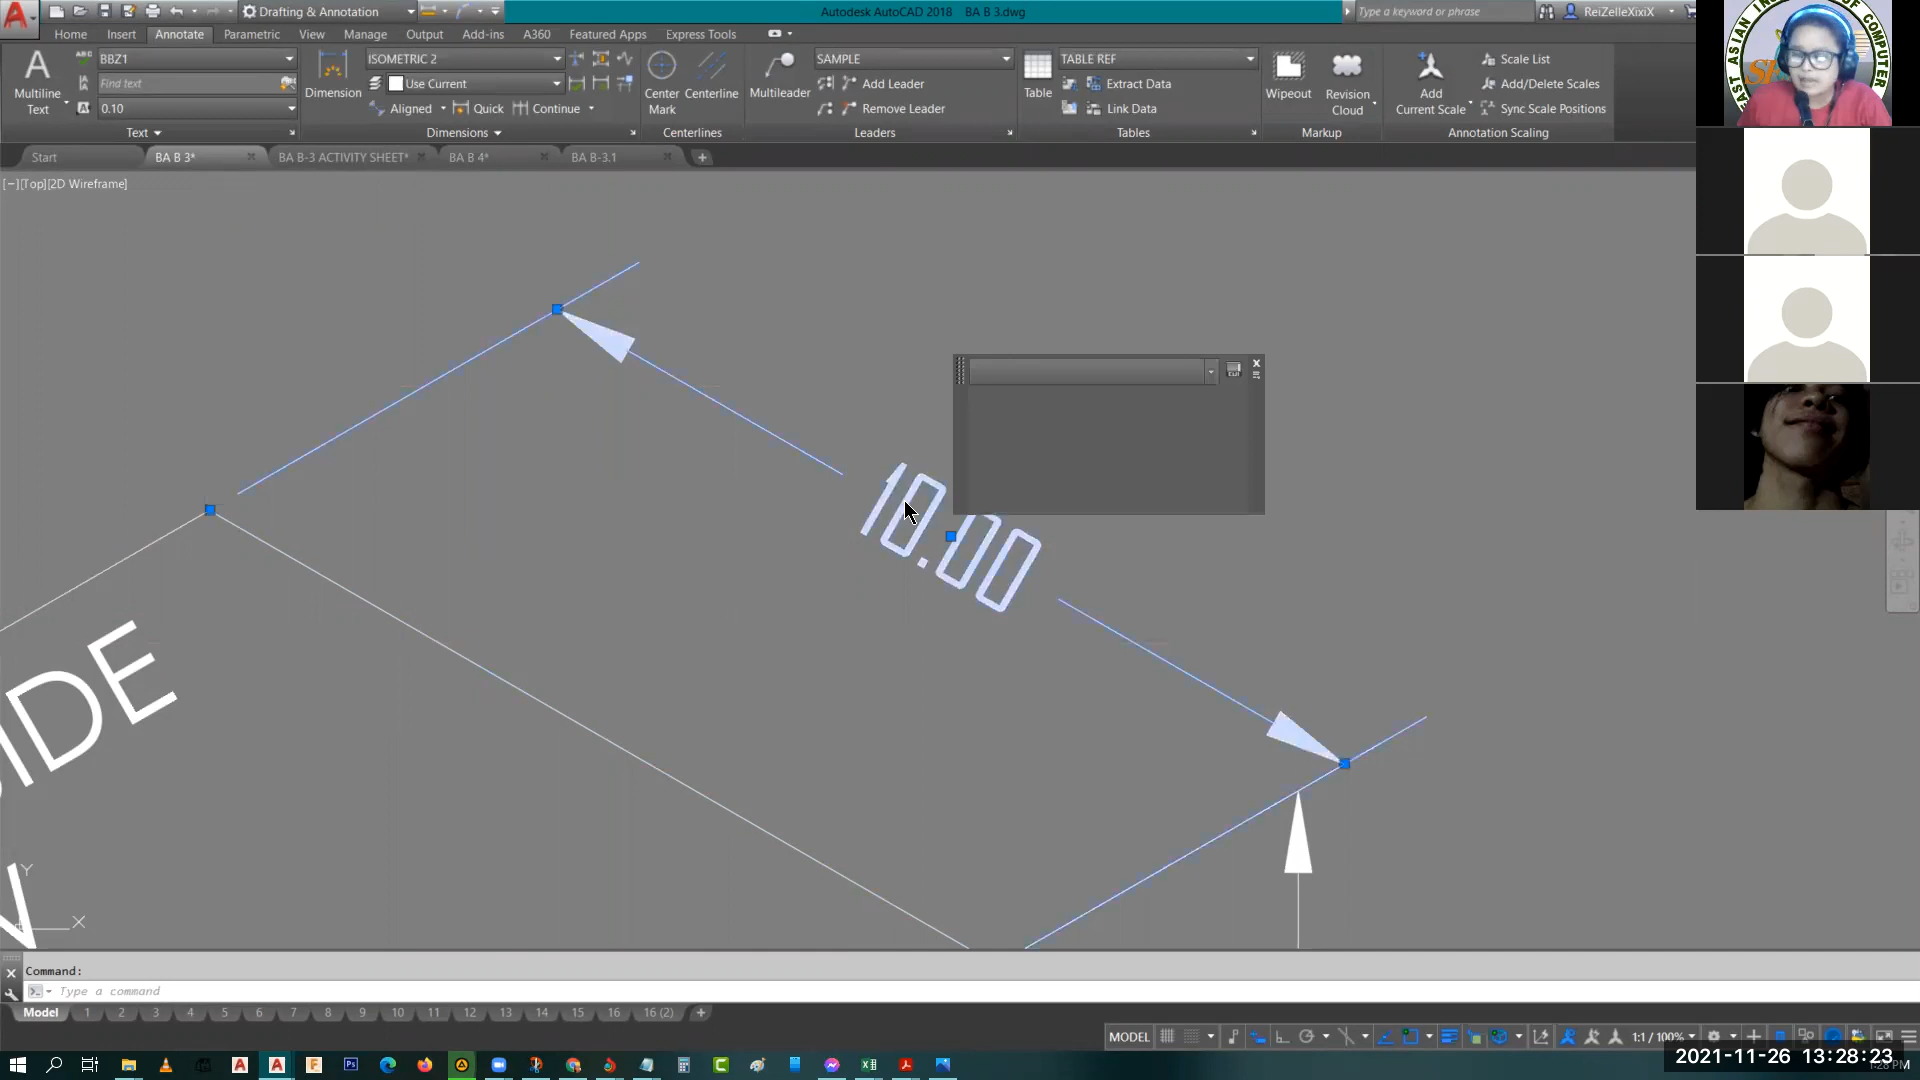 Drafting & Annotation
Autodesk AutoCAD 2018 BA B 3.dwg
Type a keyword or phrase
ReiZelleXixiX
Home Insert Annotate Parametric View Manage Output Add-ins A360 Featured Apps Express Tools
Multiline Text
BBZ1
Find text
0.10
Text
Dimension
ISOMETRIC 2
Use Current
Aligned Quick Continue
Dimensions
Center Mark
Centerline
Centerlines
Multileader
SAMPLE
Add Leader
Remove Leader
Leaders
Table
TABLE REF
Extract Data
Link Data
Tables
Wipeout
Revision Cloud
Markup
Add Current Scale
Scale List
Add/Delete Scales
Sync Scale Positions
Annotation Scaling
Start BA B 3* BA B-3 ACTIVITY SHEET* BA B 4* BA B-3.1
[−][Top][2D Wireframe]
10.00
IDE
Y
X
Command:
Type a command
Model 1 2 3 4 5 6 7 8 9 10 11 12 13 14 15 16 16 (2)
MODEL
1:1 / 100%
2021-11-26 13:28:23